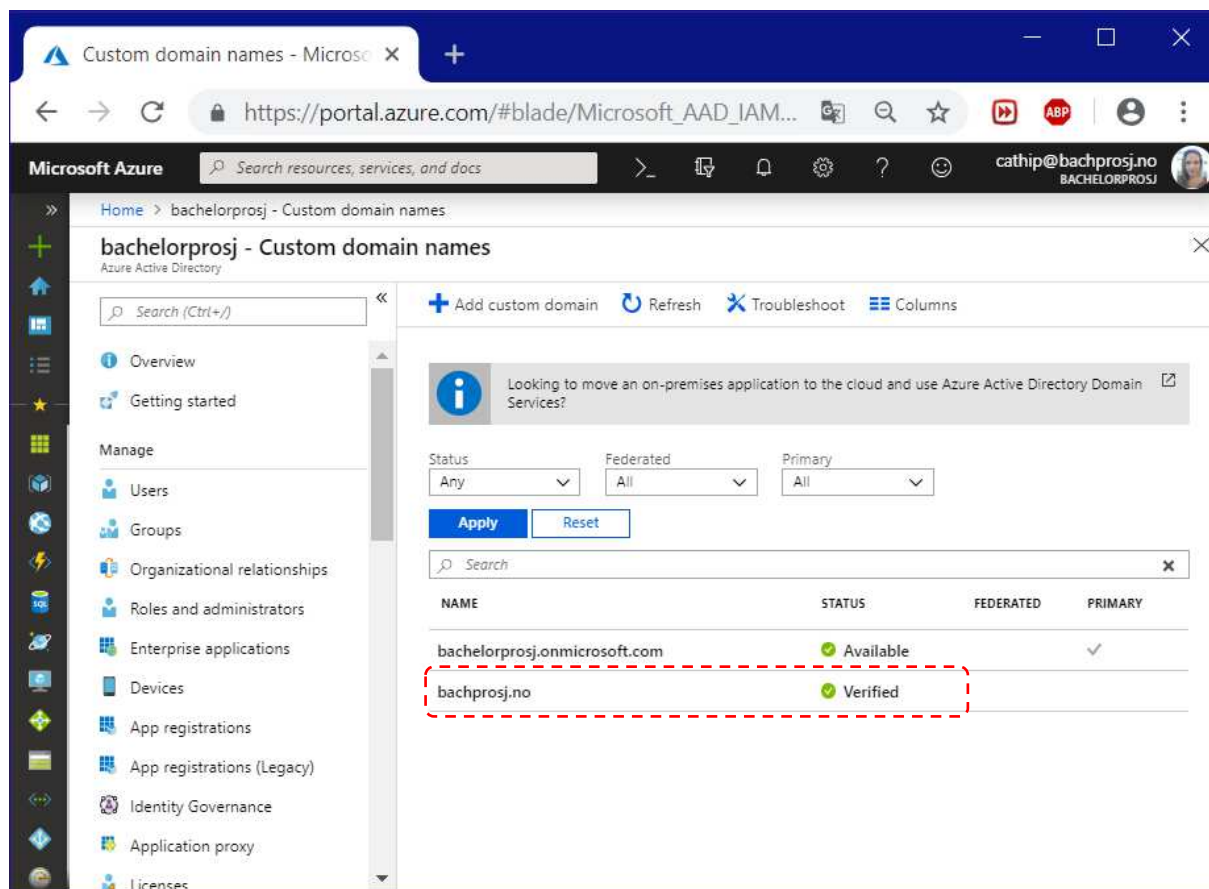 Custom domain names - Microso
https://portal.azure.com/#blade/Microsoft_AAD_IAM...
ABP
Microsoft Azure
Search resources, services, and docs
cathip@bachprosj.no
BACHELORPROSJ
Home > bachelorprosj - Custom domain names
bachelorprosj - Custom domain names
Azure Active Directory
Search (Ctrl+/)
Overview
Getting started
Manage
Users
Groups
Organizational relationships
Roles and administrators
Enterprise applications
Devices
App registrations
App registrations (Legacy)
Identity Governance
Application proxy
Licenses
SQL
Add custom domain Refresh Troubleshoot Columns
Looking to move an on-premises application to the cloud and use Azure Active Directory Domain
Services?
Status Federated Primary
Any All All
Apply Reset
Search
NAME STATUS FEDERATED PRIMARY
bachelorprosj.onmicrosoft.com Available
bachprosj.no Verified